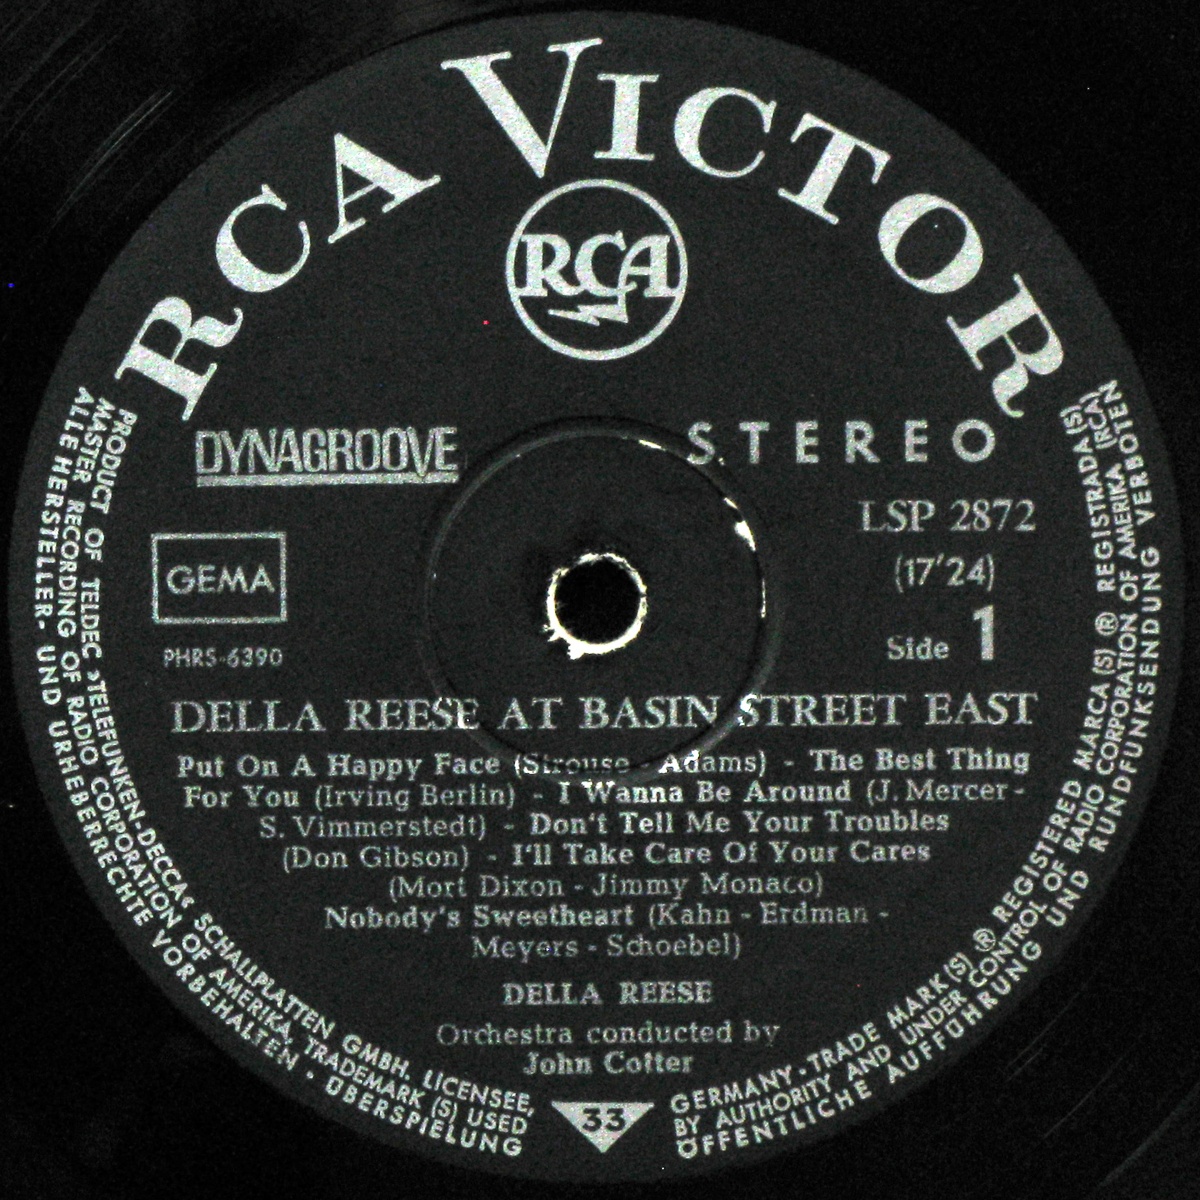 RCA VICTOR
RCA
DYNAGROOVE
STEREO
GEMA
PHRS-6390
LSP 2872
(17'24)
Side 1
DELLA REESE AT BASIN STREET EAST
Put On A Happy Face (Strouse - Adams) - The Best Thing
For You (Irving Berlin) - I Wanna Be Around (J. Mercer -
S. Vimmerstedt) - Don't Tell Me Your Troubles
(Don Gibson) - I'll Take Care Of Your Cares
(Mort Dixon - Jimmy Monaco)
Nobody's Sweetheart (Kahn - Erdman -
Meyers - Schoebel)
DELLA REESE
Orchestra conducted by
John Cotter
33
PRODUCT OF TELDEC »TELEFUNKEN-DECCA« SCHALLPLATTEN GMBH, LICENSEE, GERMANY · TRADE MARK(S) ® REGISTERED MARCA(S) ® REGISTRADA(S)
MASTER RECORDING OF RADIO CORPORATION OF AMERIKA, TRADEMARK (S) USED BY AUTHORITY AND UNDER CONTROL OF RADIO CORPORATION OF AMERIKA (RCA)
ALLE HERSTELLER- UND URHEBERRECHTE VORBEHALTEN · ÜBERSPIELUNG ÖFFENTLICHE AUFFÜHRUNG UND RUNDFUNKSENDUNG VERBOTEN